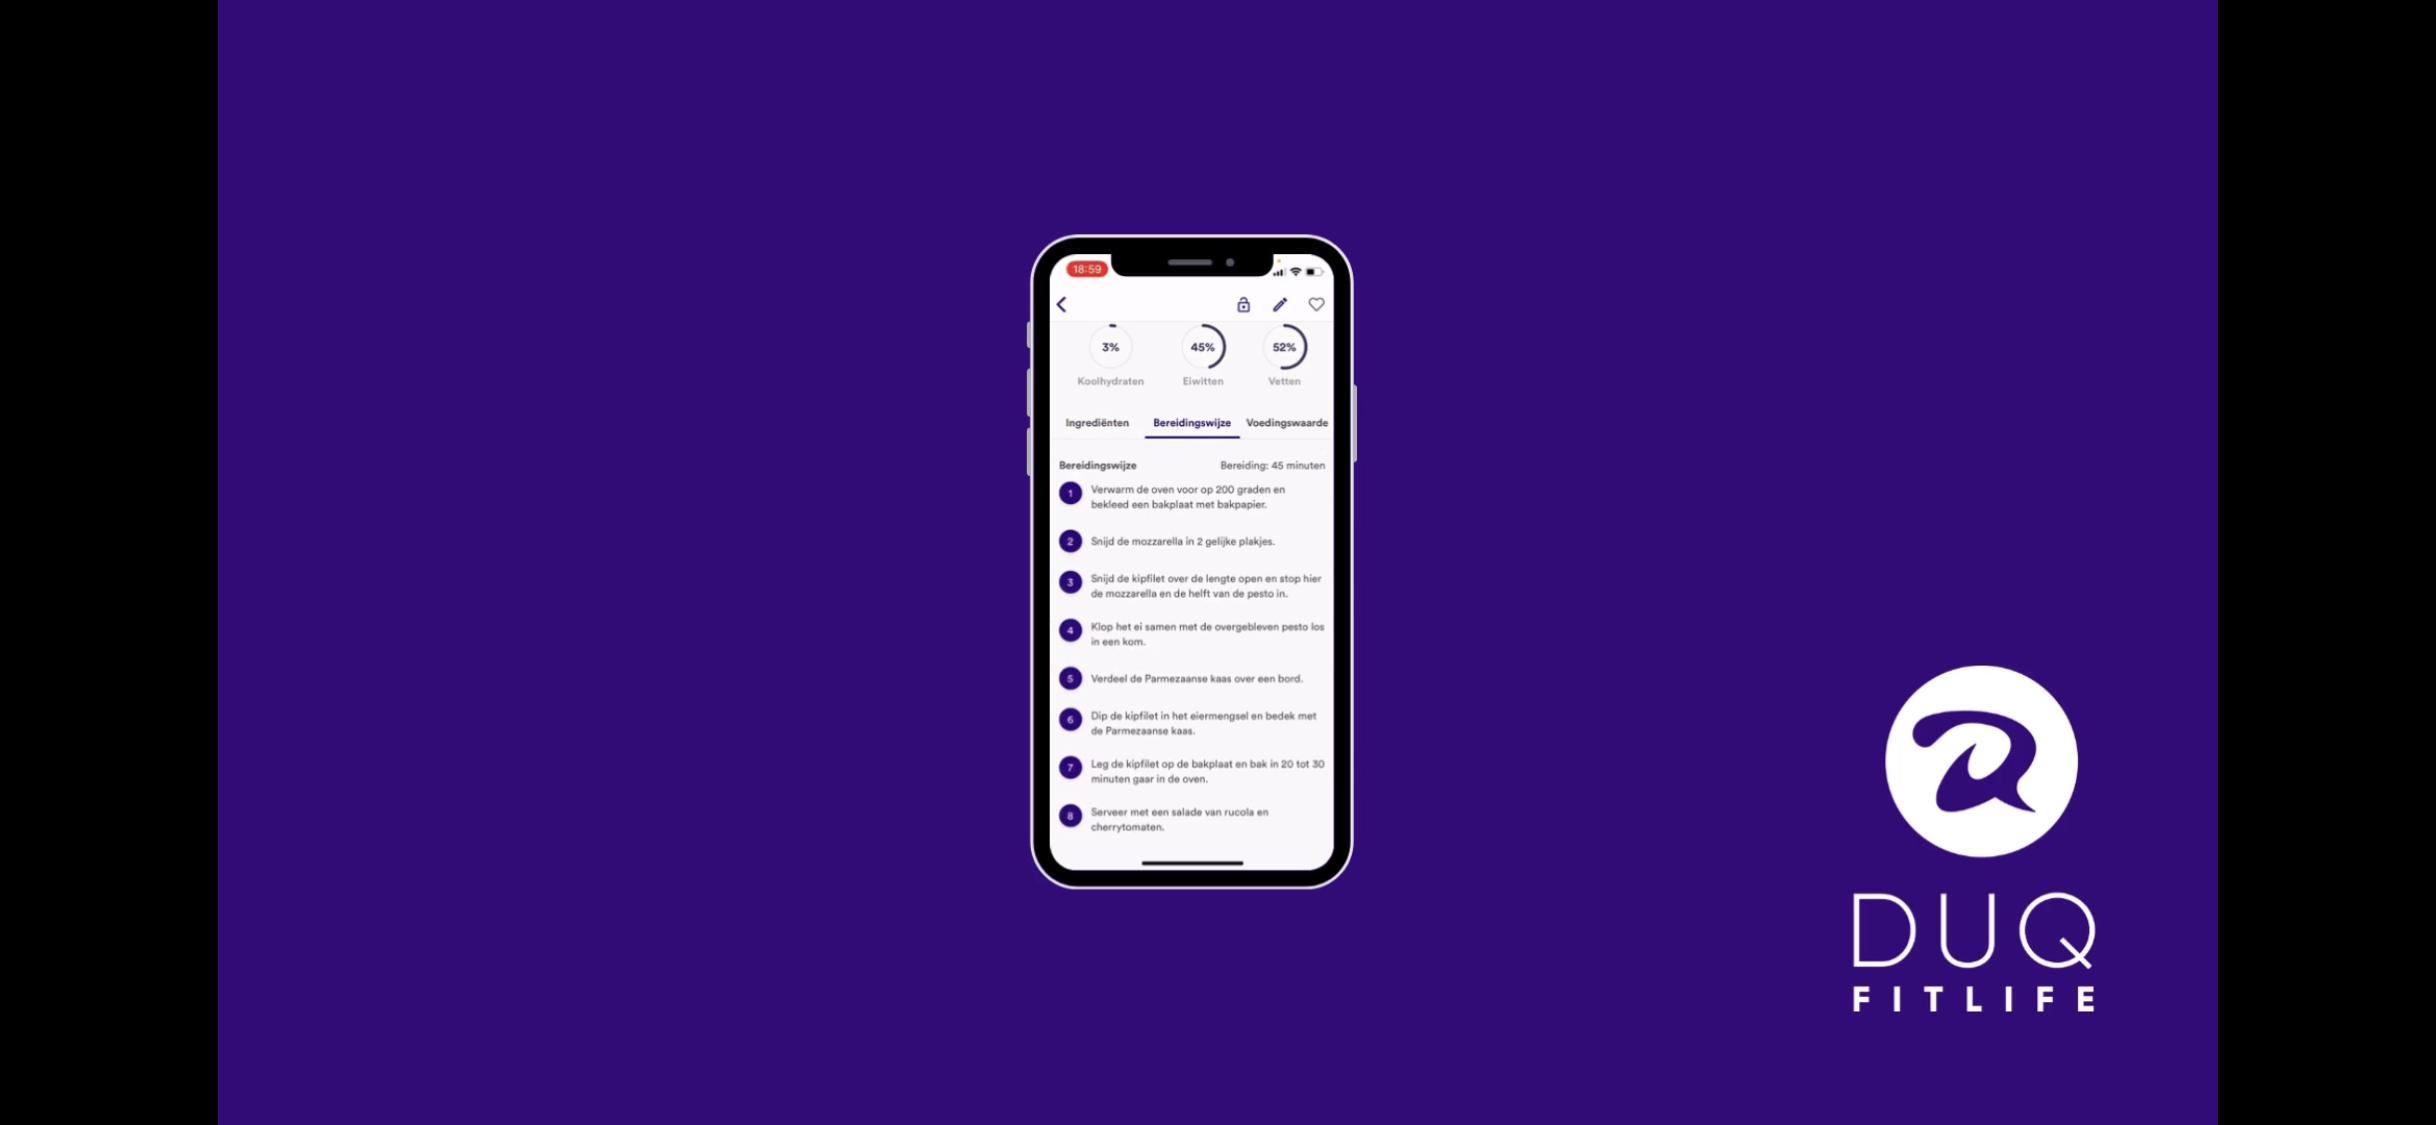 18:59
3%
45%
52%
Koolhydraten
Eiwitten
Vetten
Ingrediënten
Bereidingswijze
Voedingswaarde
Bereidingswijze
Bereiding: 45 minuten
1
Verwarm de oven voor op 200 graden en
bekleed een bakplaat met bakpapier.
2
Snijd de mozzarella in 2 gelijke plakjes.
3
Snijd de kipfilet over de lengte open en stop hier
de mozzarella en de helft van de pesto in.
4
Klop het ei samen met de overgebleven pesto los
in een kom.
5
Verdeel de Parmezaanse kaas over een bord.
6
Dip de kipfilet in het eiermengsel en bedek met
de Parmezaanse kaas.
7
Leg de kipfilet op de bakplaat en bak in 20 tot 30
minuten gaar in de oven.
8
Serveer met een salade van rucola en
cherrytomaten.
DUQ
FITLIFE